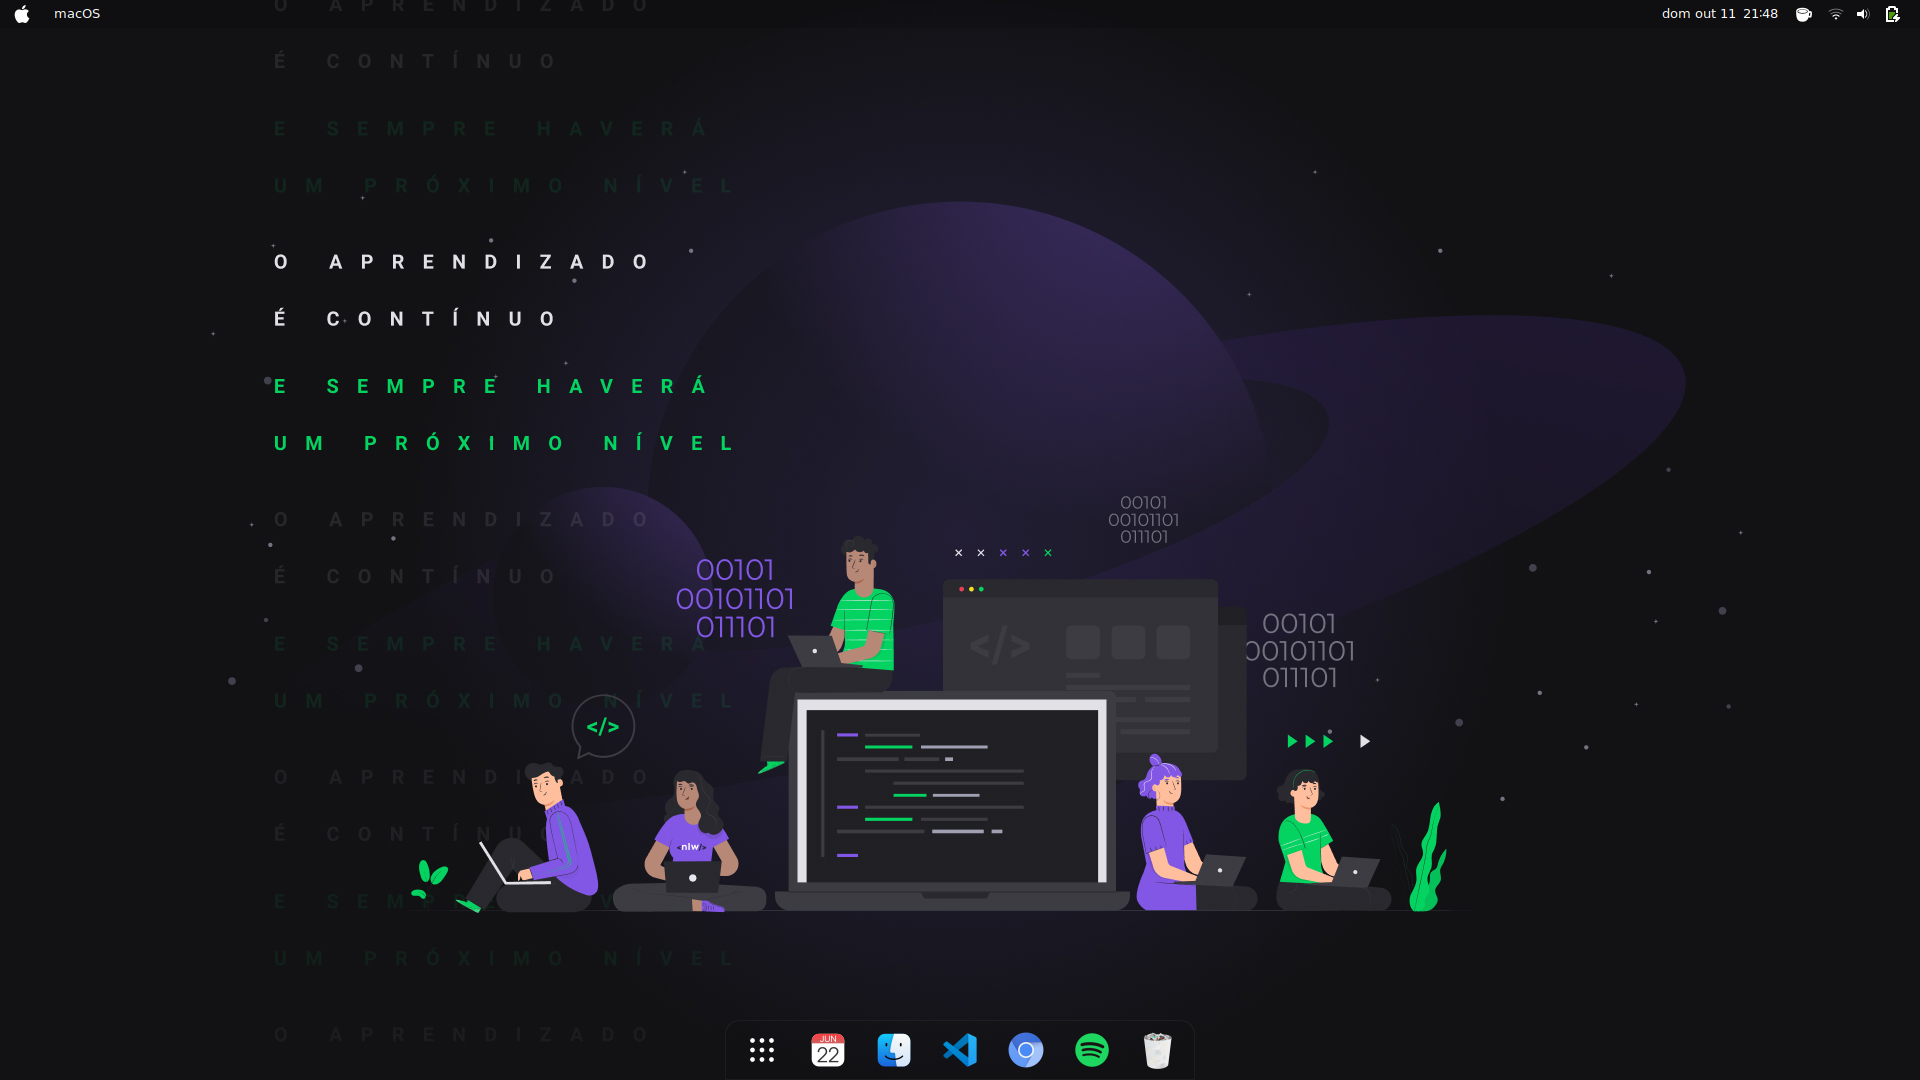 macOS
dom out 11 21:48
O APRENDIZADO
É CONTÍNUO
E SEMPRE HAVERÁ
UM PRÓXIMO NÍVEL
O APRENDIZADO
É CONTÍNUO
E SEMPRE HAVERÁ
UM PRÓXIMO NÍVEL
O APRENDIZADO
É CONTÍNUO
E SEMPRE HAVERÁ
UM PRÓXIMO NÍVEL
O APRENDIZADO
É CONTÍNUO
E SEMP V
UM PRÓXIMO NÍVEL
O APRENDIZADO
00101
00101101
011101
00101
00101101
011101
00101
00101101
011101
</>
</>
<nlw/>
JUN
22